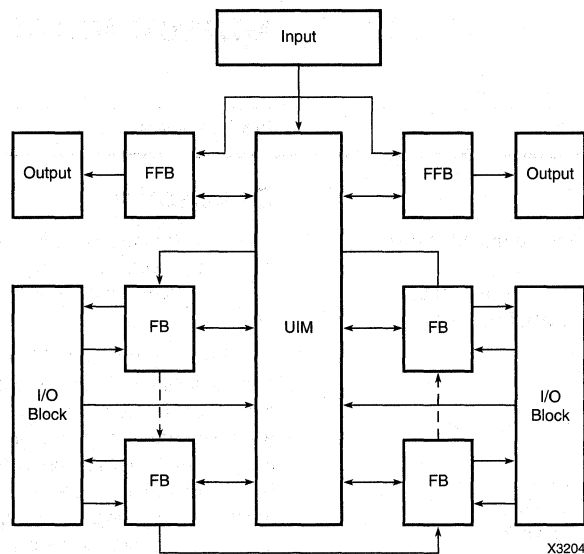 Input
Output
FFB
FFB
Output
FB
UIM
FB
I/O
Block
I/O
Block
FB
FB
X3204